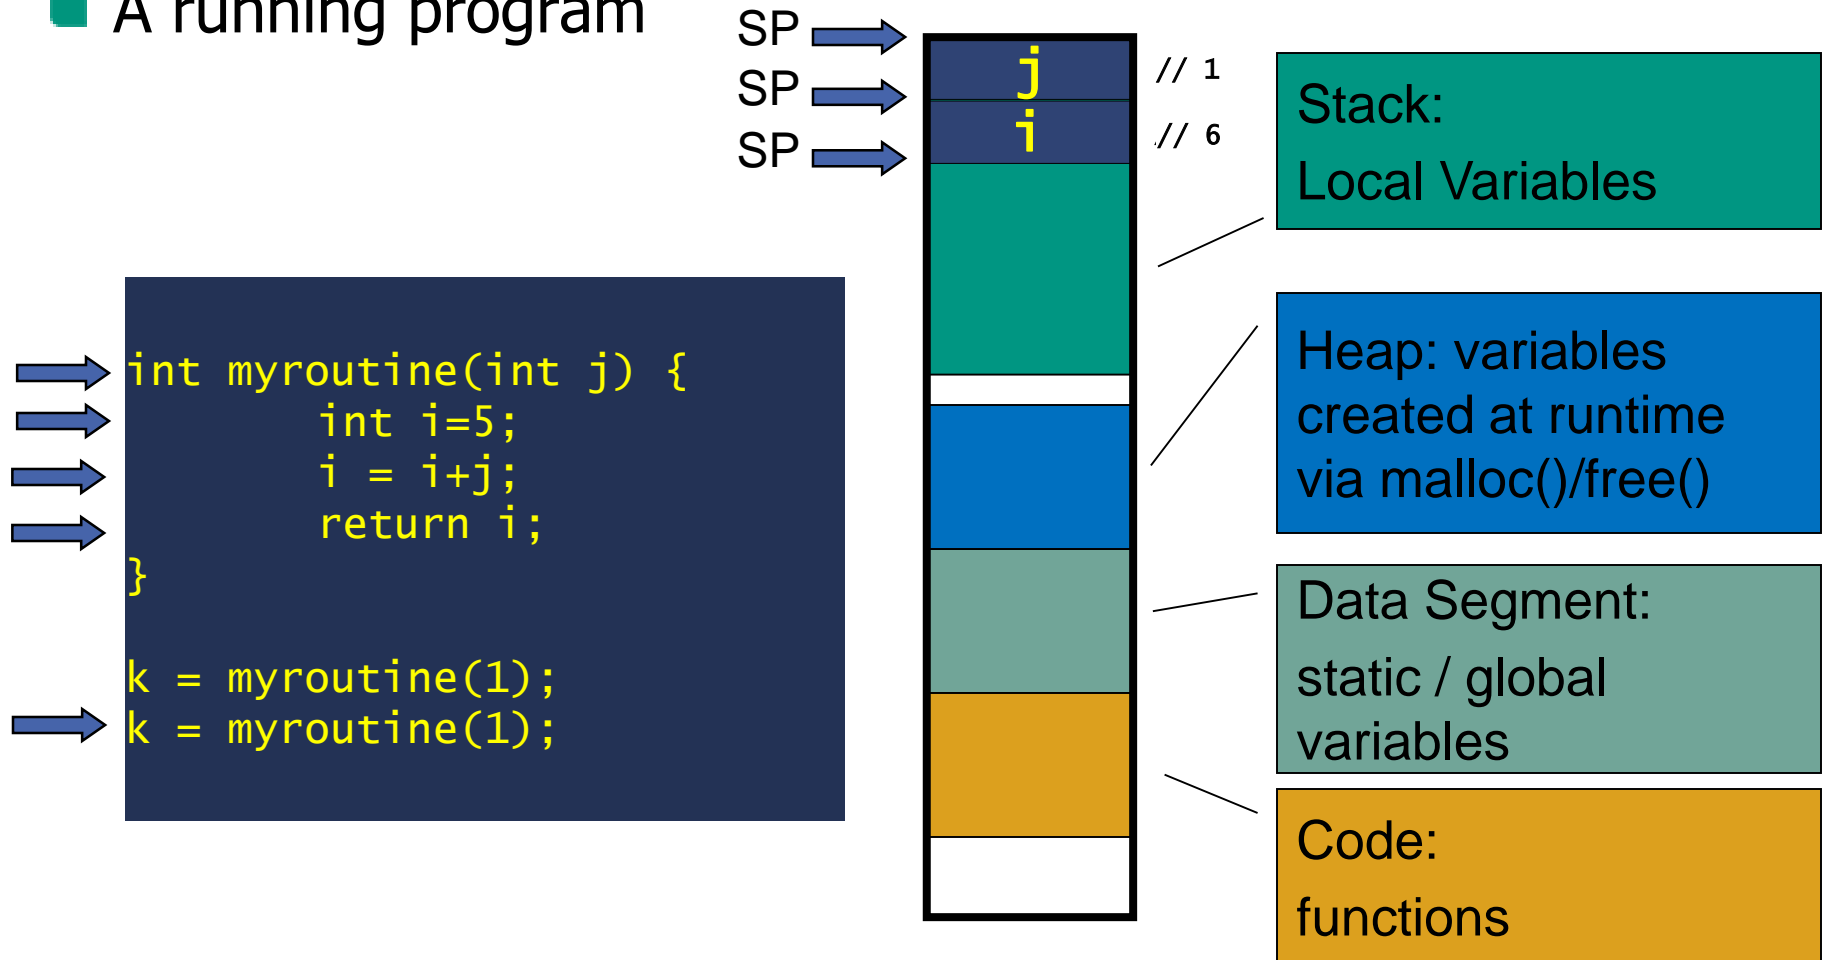 A running program
SP
SP
SP
j // 1
i // 6
Stack:
Local Variables
int myroutine(int j) {
int i=5;
i = i+j;
return i;
}
k = myroutine(1);
k = myroutine(1);
Heap: variables
created at runtime
via malloc()/free()
Data Segment:
static / global
variables
Code:
functions